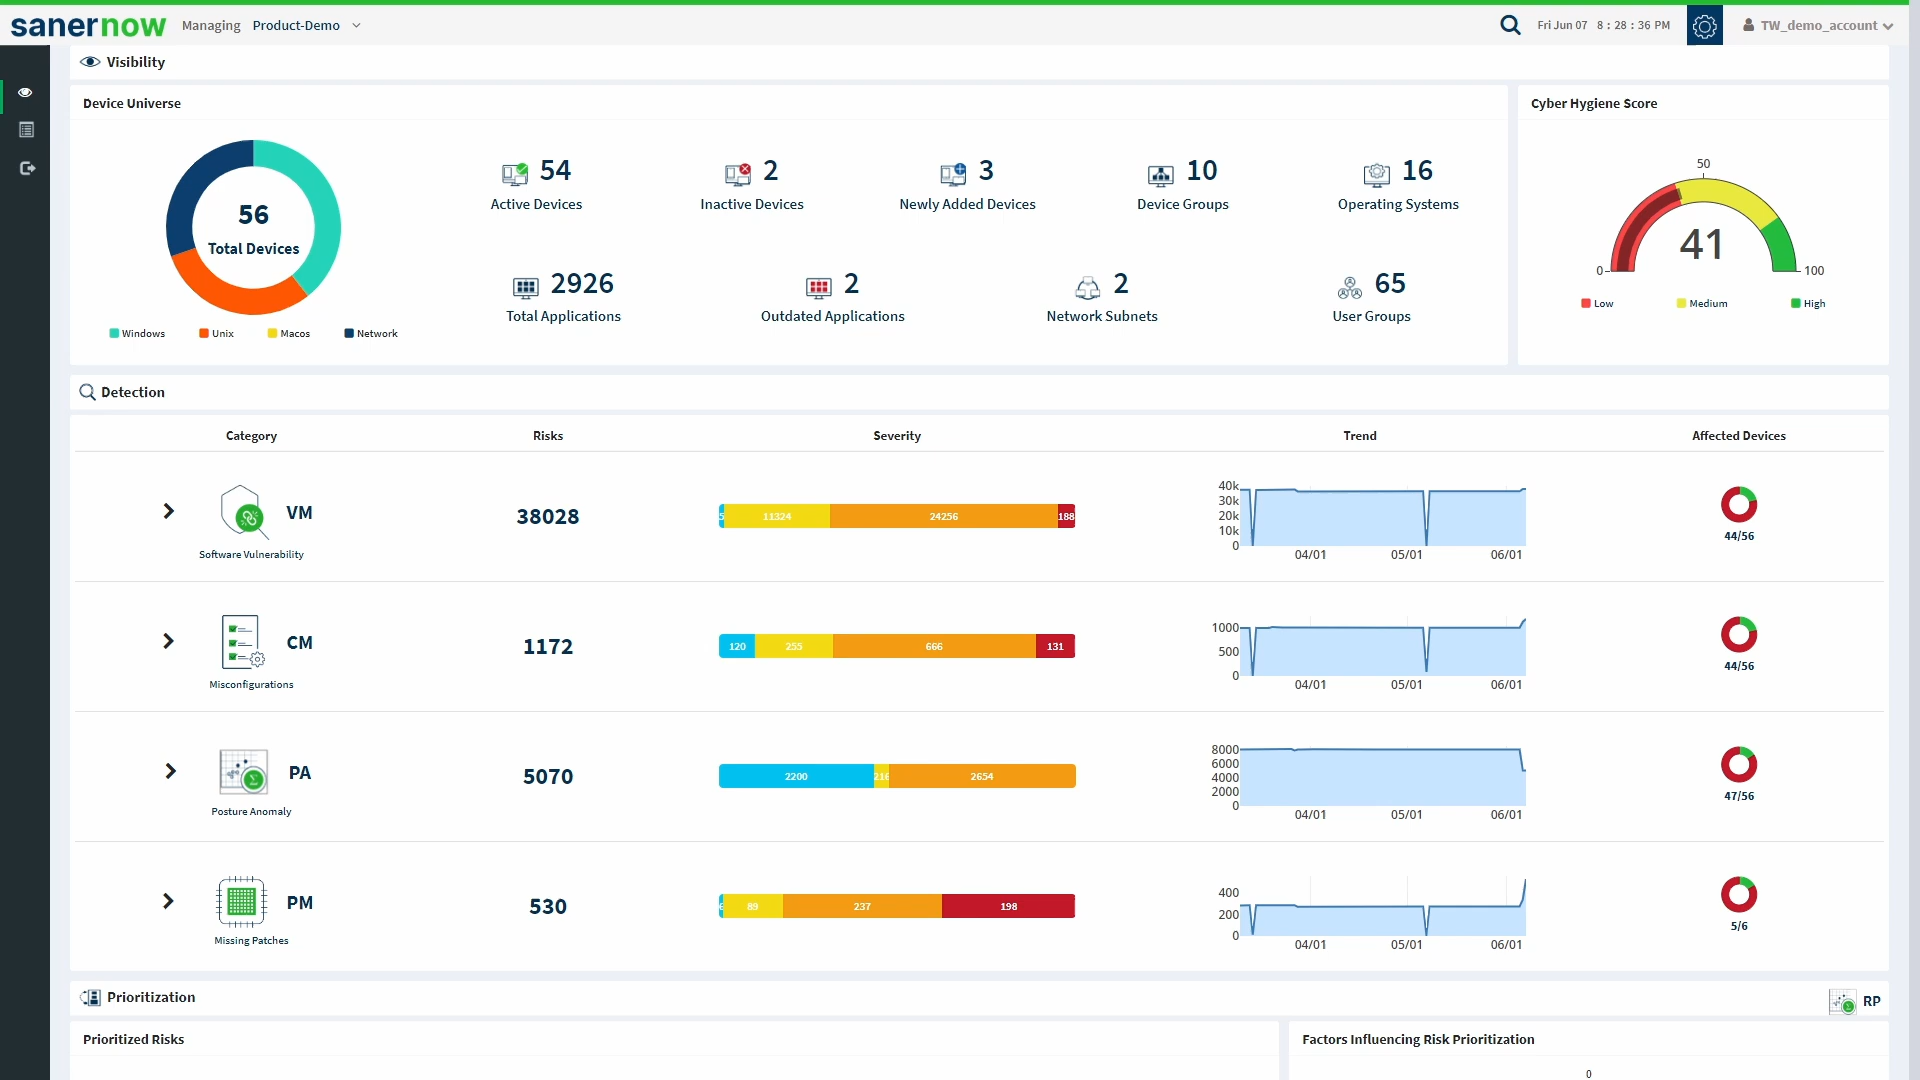 sanernow Managing Product-Demo Fri Jun 07 8 : 28 : 36 PM TW_demo_account
Visibility
Device Universe
Cyber Hygiene Score
56
Total Devices
Windows Unix Macos Network
54
Active Devices
2
Inactive Devices
3
Newly Added Devices
10
Device Groups
16
Operating Systems
2926
Total Applications
2
Outdated Applications
2
Network Subnets
65
User Groups
50
41
0 100
Low Medium High
Detection
Category Risks Severity Trend Affected Devices
VM
Software Vulnerability
38028
5 11324 24256 188
40k
30k
20k
10k
0
04/01 05/01 06/01
44/56
CM
Misconfigurations
1172
120 255 666 131
1000
500
0
04/01 05/01 06/01
44/56
PA
Posture Anomaly
5070
2200 216 2654
8000
6000
4000
2000
0
04/01 05/01 06/01
47/56
PM
Missing Patches
530
6 89 237 198
400
200
0
04/01 05/01 06/01
5/6
Prioritization RP
Prioritized Risks
Factors Influencing Risk Prioritization
0